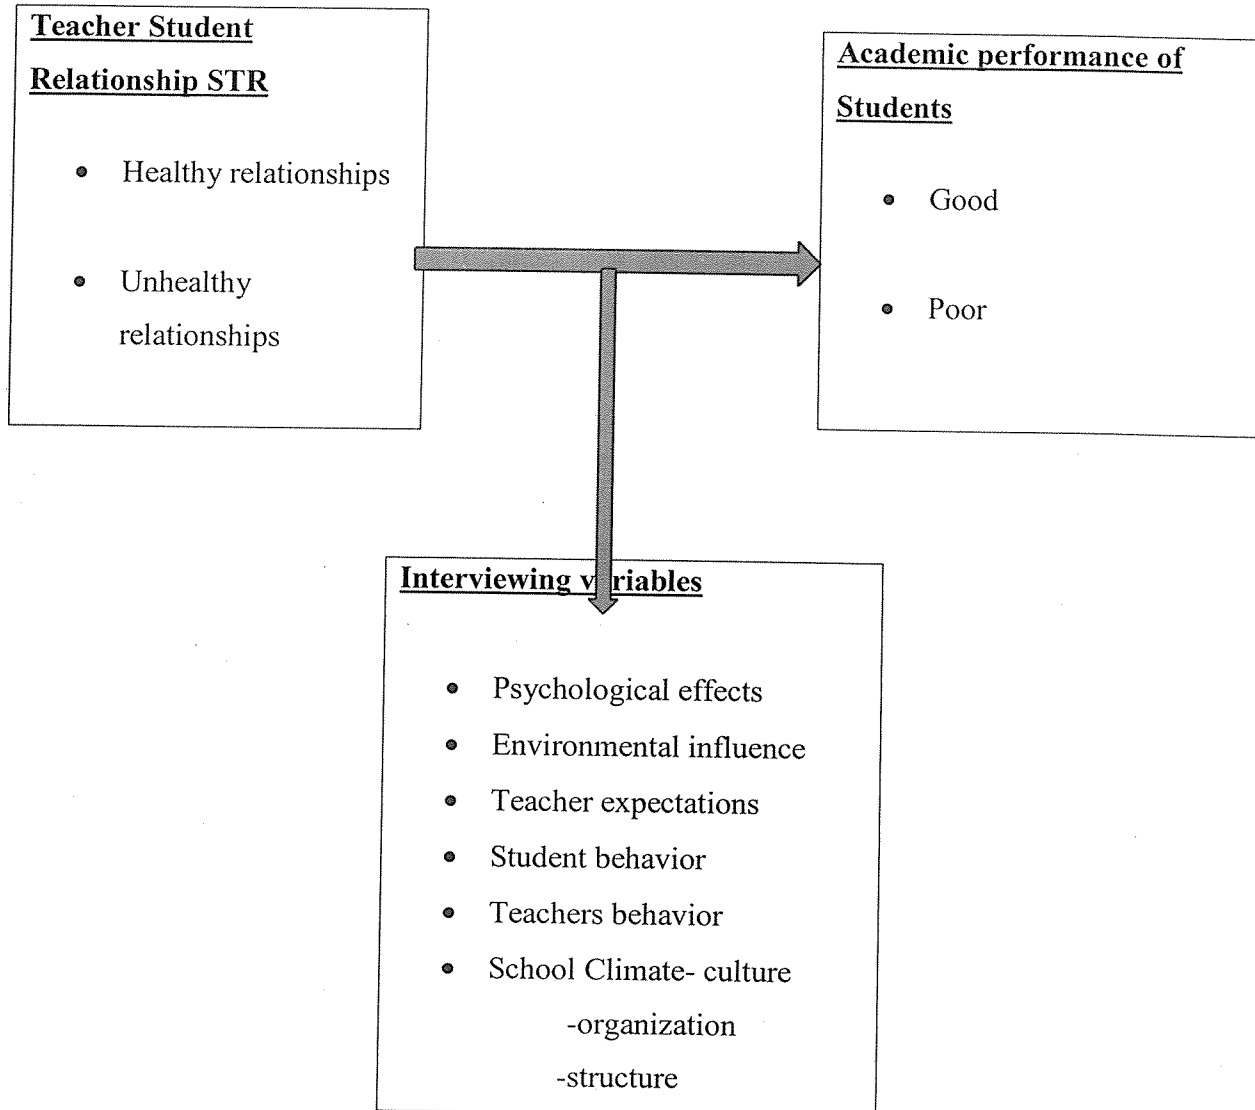 Teacher Student
Relationship STR
• Healthy relationships
• Unhealthy
relationships
Academic performance of
Students
• Good
• Poor
Interviewing v riables
• Psychological effects
• Environmental influence
• Teacher expectations
• Student behavior
• Teachers behavior
• School Climate- culture
-organization
-structure